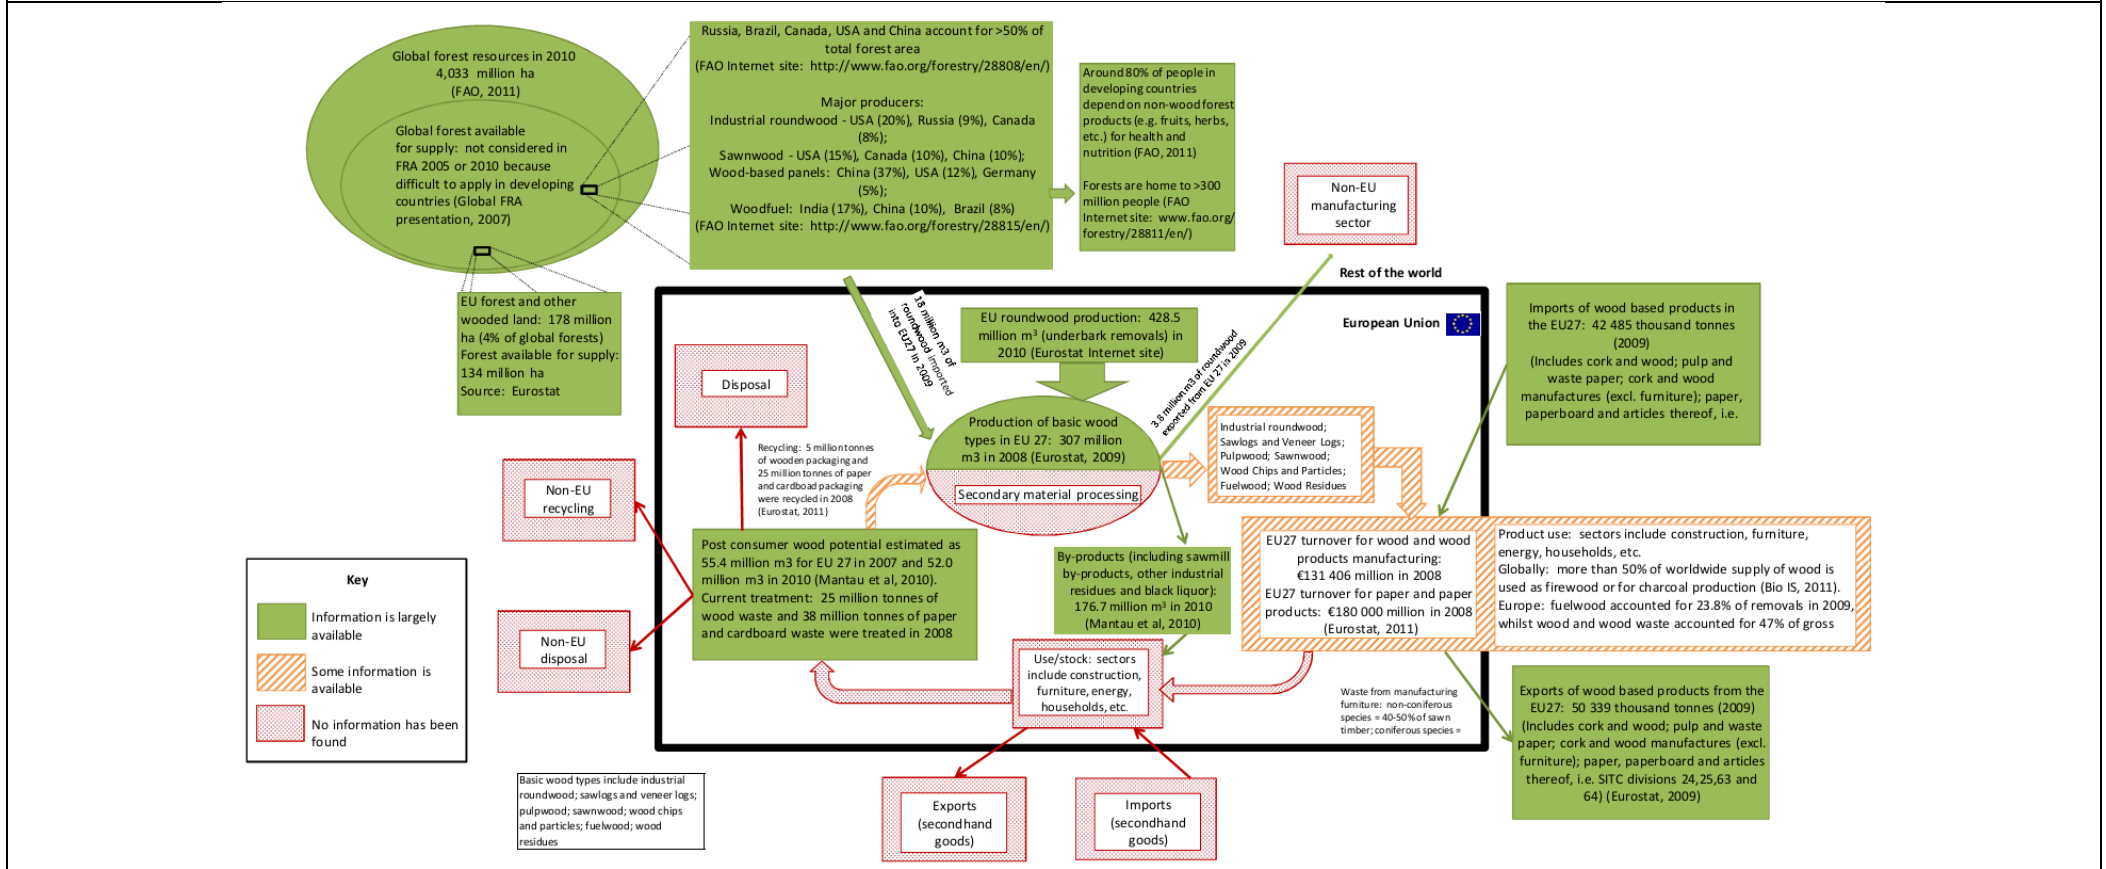 Global forest resources in 2010
4,033 million ha
(FAO, 2011)
Global forest available
for supply: not considered in
FRA 2005 or 2010 because
difficult to apply in developing
countries (Global FRA
presentation, 2007)
Russia, Brazil, Canada, USA and China account for >50% of
total forest area
(FAO Internet site: http://www.fao.org/forestry/28808/en/)
Major producers:
Industrial roundwood - USA (20%), Russia (9%), Canada
(8%);
Sawnwood - USA (15%), Canada (10%), China (10%);
Wood-based panels: China (37%), USA (12%), Germany
(5%);
Woodfuel: India (17%), China (10%), Brazil (8%)
(FAO Internet site: http://www.fao.org/forestry/28815/en/)
Around 80% of people in
developing countries
depend on non-wood forest
products (e.g. fruits, herbs,
etc.) for health and
nutrition (FAO, 2011)
Forests are home to >300
million people (FAO
Internet site: www.fao.org/
forestry/28811/en/)
Non-EU
manufacturing
sector
Rest of the world
EU forest and other
wooded land: 178 million
ha (4% of global forests)
Forest available for supply:
134 million ha
Source: Eurostat
18 million m3 of
roundwood imported
into EU27 in 2009
EU roundwood production: 428.5
million m³ (underbark removals) in
2010 (Eurostat Internet site)
3.8 million m3 of roundwood
exported from EU 27 in 2009
European Union
Imports of wood based products in
the EU27: 42 485 thousand tonnes
(2009)
(Includes cork and wood; pulp and
waste paper; cork and wood
manufactures (excl. furniture); paper,
paperboard and articles thereof, i.e.
Disposal
Recycling: 5 million tonnes
of wooden packaging and
25 million tonnes of paper
and cardboad packaging
were recycled in 2008
(Eurostat, 2011)
Production of basic wood
types in EU 27: 307 million
m3 in 2008 (Eurostat, 2009)
Secondary material processing
Industrial roundwood;
Sawlogs and Veneer Logs;
Pulpwood; Sawnwood;
Wood Chips and Particles;
Fuelwood; Wood Residues
Non-EU
recycling
Post consumer wood potential estimated as
55.4 million m3 for EU 27 in 2007 and 52.0
million m3 in 2010 (Mantau et al, 2010).
Current treatment: 25 million tonnes of
wood waste and 38 million tonnes of paper
and cardboard waste were treated in 2008
By-products (including sawmill
by-products, other industrial
residues and black liquor):
176.7 million m³ in 2010
(Mantau et al, 2010)
EU27 turnover for wood and wood
products manufacturing:
€131 406 million in 2008
EU27 turnover for paper and paper
products: €180 000 million in 2008
(Eurostat, 2011)
Product use: sectors include construction, furniture,
energy, households, etc.
Globally: more than 50% of worldwide supply of wood is
used as firewood or for charcoal production (Bio IS, 2011).
Europe: fuelwood accounted for 23.8% of removals in 2009,
whilst wood and wood waste accounted for 47% of gross
Key
Information is largely
available
Some information is
available
No information has been
found
Non-EU
disposal
Use/stock: sectors
include construction,
furniture, energy,
households, etc.
Waste from manufacturing
furniture: non-coniferous
species = 40-50% of sawn
timber; coniferous species =
Exports of wood based products from the
EU27: 50 339 thousand tonnes (2009)
(Includes cork and wood; pulp and waste
paper; cork and wood manufactures (excl.
furniture); paper, paperboard and articles
thereof, i.e. SITC divisions 24,25,63 and
64) (Eurostat, 2009)
Basic wood types include industrial
roundwood; sawlogs and veneer logs;
pulpwood; sawnwood; wood chips
and particles; fuelwood; wood
residues
Exports
(secondhand
goods)
Imports
(secondhand
goods)